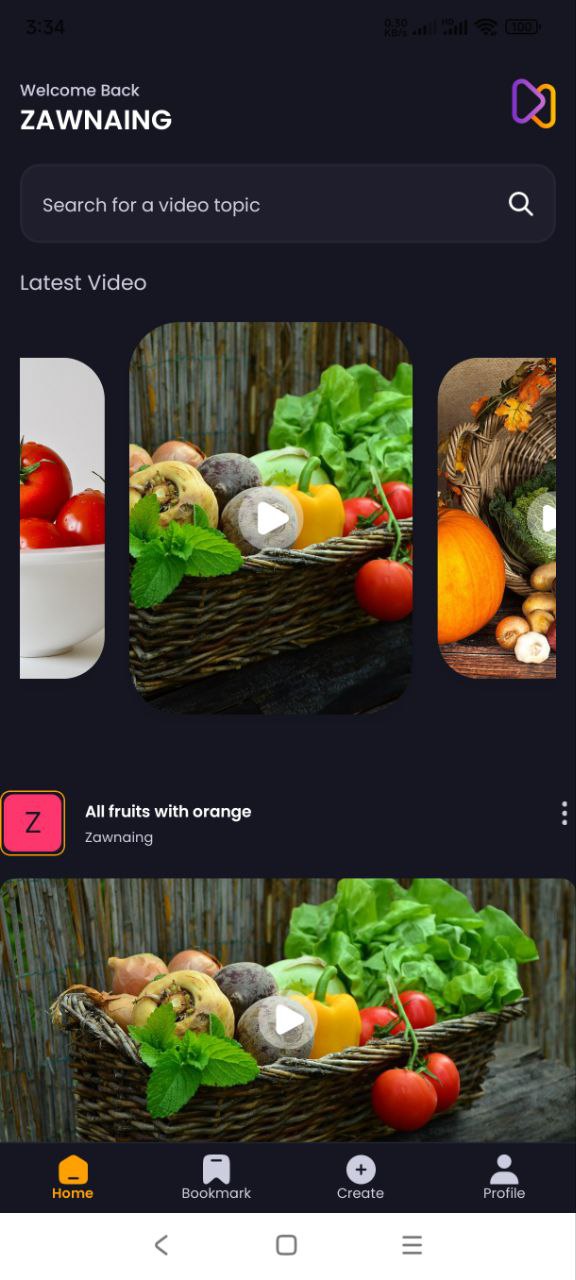 3:34
0.30
KB/s
HD
100
Welcome Back
ZAWNAING
Search for a video topic
Latest Video
Z
All fruits with orange
Zawnaing
Home
Bookmark
Create
Profile